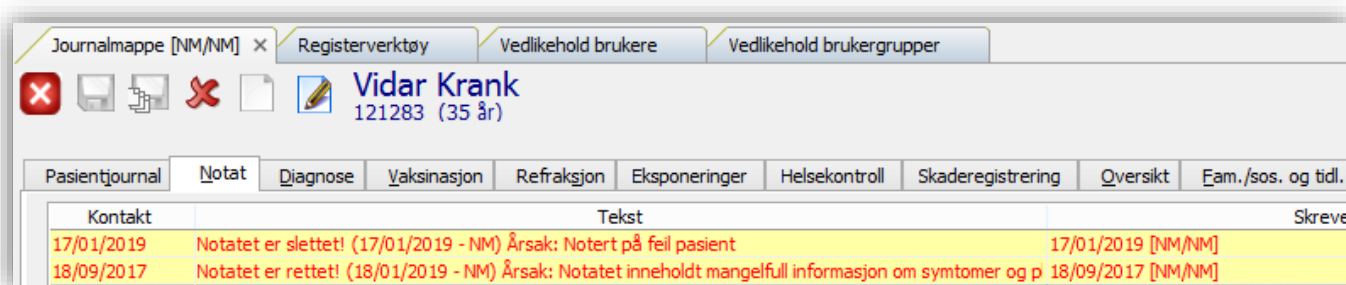 Journalmappe [NM/NM] Registerverktøy Vedlikehold brukere Vedlikehold brukergrupper
Vidar Krank
121283 (35 år)
Pasientjournal Notat Diagnose Vaksinasjon Refraksjon Eksponeringer Helsekontroll Skaderegistrering Oversikt Fam./sos. og tidl.
Kontakt Tekst Skreve
17/01/2019 Notatet er slettet! (17/01/2019 - NM) Årsak: Notert på feil pasient 17/01/2019 [NM/NM]
18/09/2017 Notatet er rettet! (18/01/2019 - NM) Årsak: Notatet inneholdt mangelfull informasjon om symtomer og p 18/09/2017 [NM/NM]